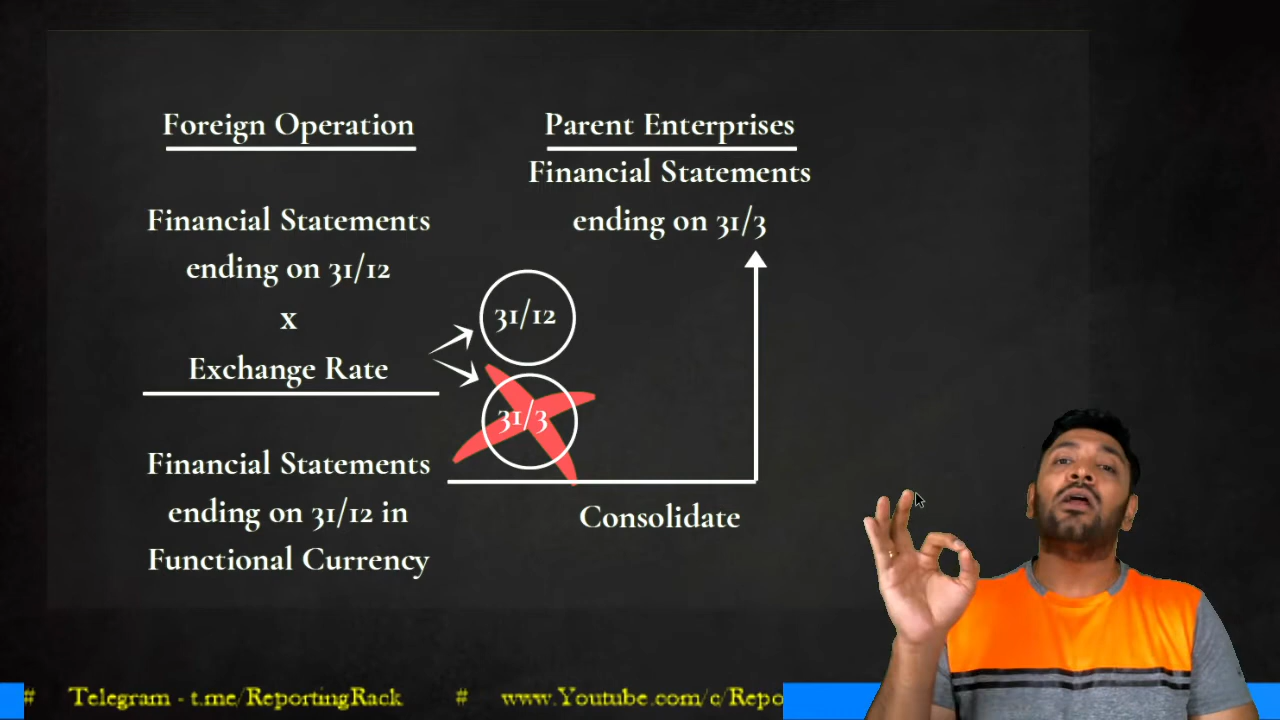 Foreign Operation
Financial Statements
ending on 31/12
x
Exchange Rate
Financial Statements
ending on 31/12 in
Functional Currency
Parent Enterprises
Financial Statements
ending on 31/3
31/12
31/3
Consolidate
# Telegram - t.me/ReportingRack # www.Youtube.com/c/Repo